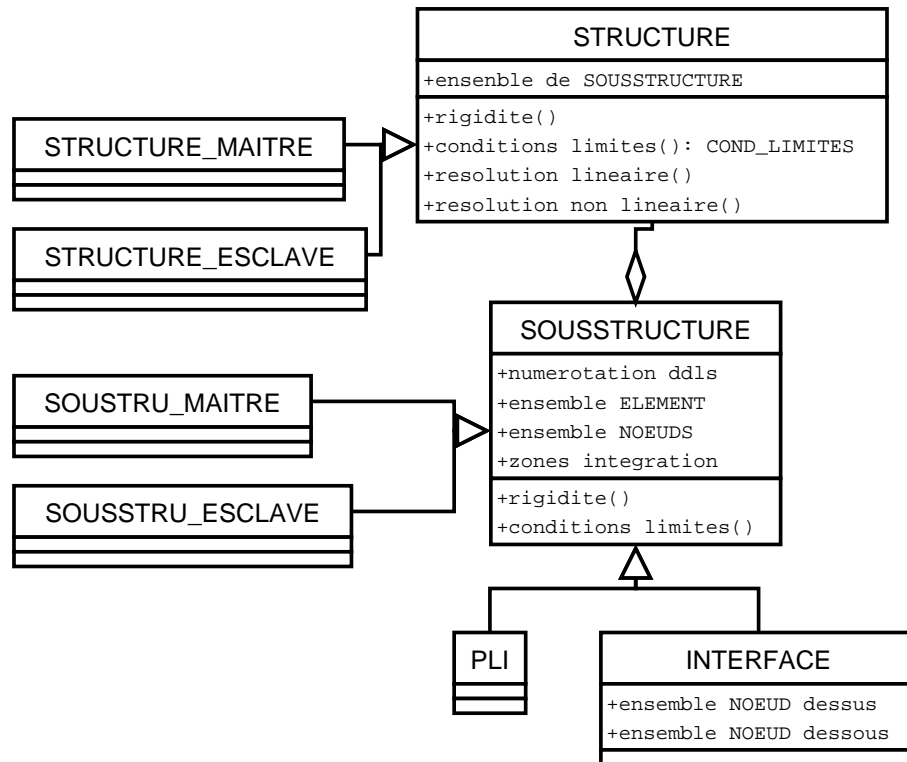 STRUCTURE
+ensenble de SOUSSTRUCTURE
+rigidite()
+conditions limites(): COND_LIMITES
+resolution lineaire()
+resolution non lineaire()
STRUCTURE_MAITRE
STRUCTURE_ESCLAVE
SOUSSTRUCTURE
+numerotation ddls
+ensemble ELEMENT
+ensemble NOEUDS
+zones integration
+rigidite()
+conditions limites()
SOUSTRU_MAITRE
SOUSSTRU_ESCLAVE
PLI
INTERFACE
+ensemble NOEUD dessus
+ensemble NOEUD dessous